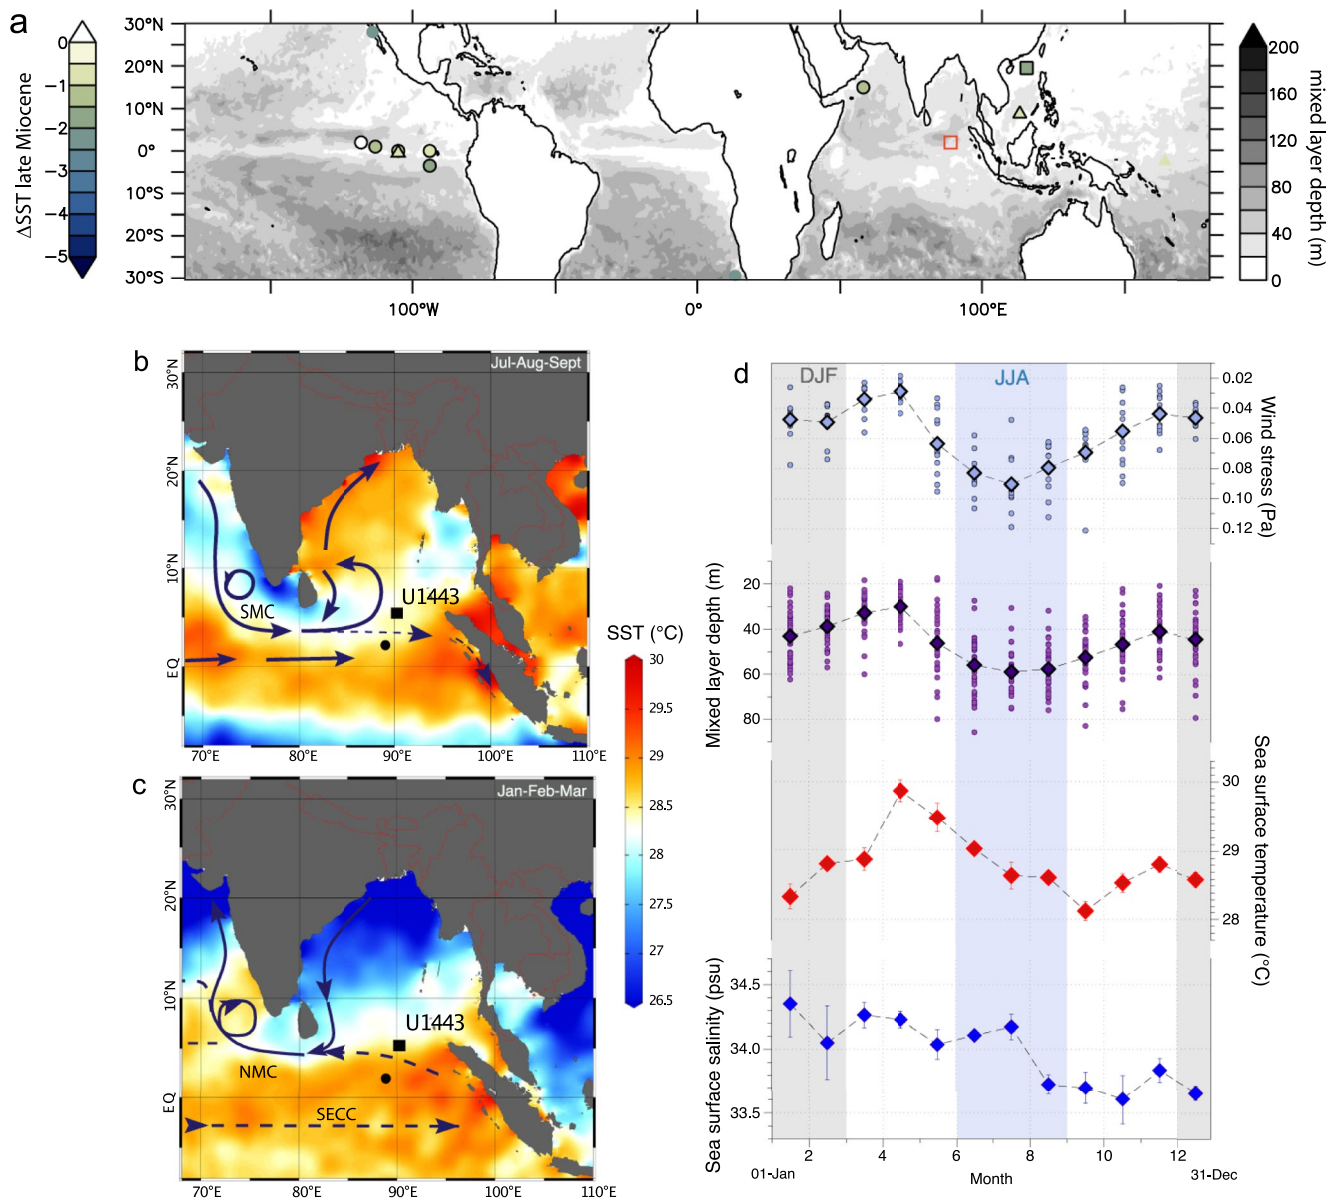 a
ΔSST late Miocene
0
−1
−2
−3
−4
−5
30°N
20°N
10°N
0°
10°S
20°S
30°S
100°W
0°
100°E
200
160
120
80
40
0
mixed layer depth (m)
b
Jul-Aug-Sept
30°N
20°N
10°N
EQ
SMC
U1443
70°E
80°E
90°E
100°E
110°E
SST (°C)
30
29.5
29
28.5
28
27.5
27
26.5
c
Jan-Feb-Mar
30°N
20°N
10°N
EQ
U1443
NMC
SECC
70°E
80°E
90°E
100°E
110°E
d
DJF
JJA
0.02
0.04
0.06
0.08
0.10
0.12
Wind stress (Pa)
Mixed layer depth (m)
20
40
60
80
Sea surface temperature (°C)
30
29
28
Sea surface salinity (psu)
34.5
34.0
33.5
2
4
6
8
10
12
01-Jan
Month
31-Dec